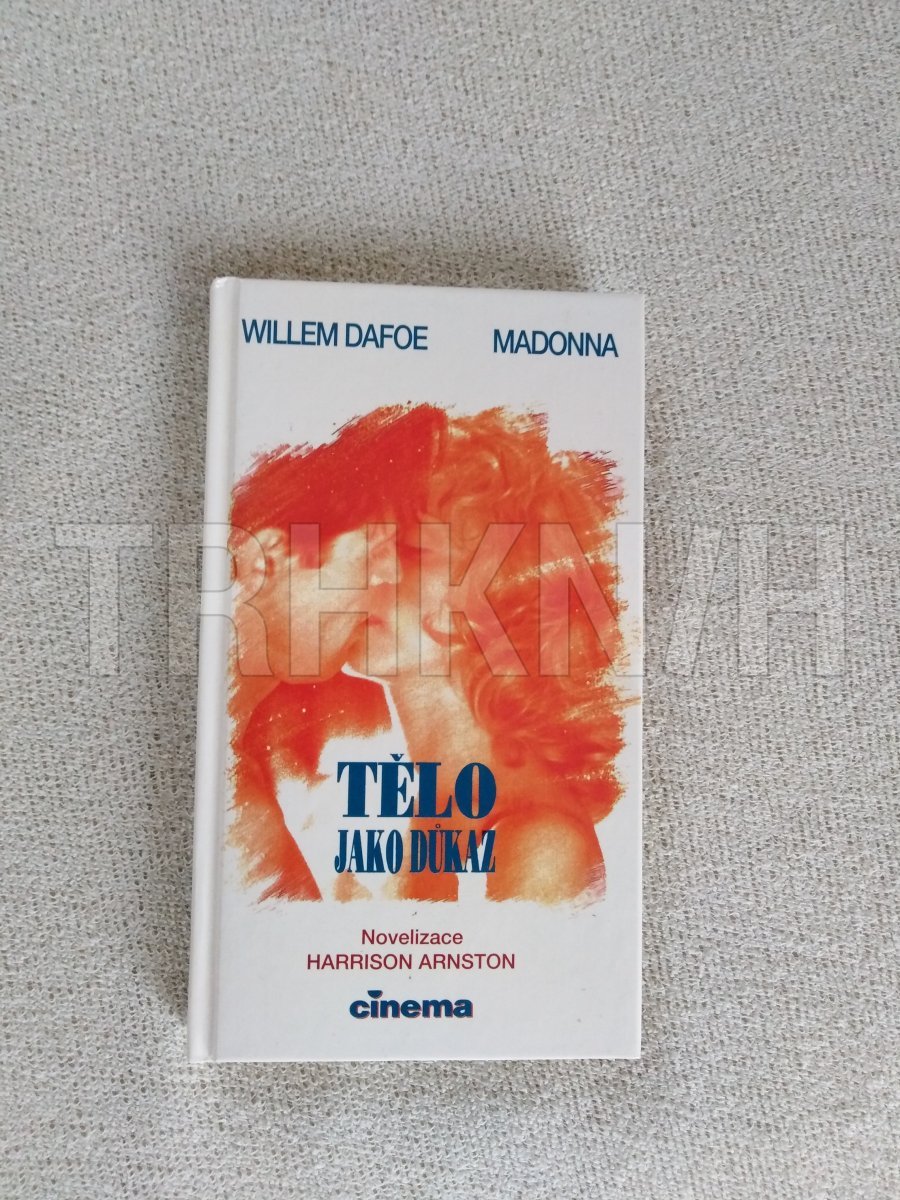 WILLEM DAFOE MADONNA
TRHKNIH
TĚLO
JAKO DŮKAZ
Novelizace
HARRISON ARNSTON
cinema